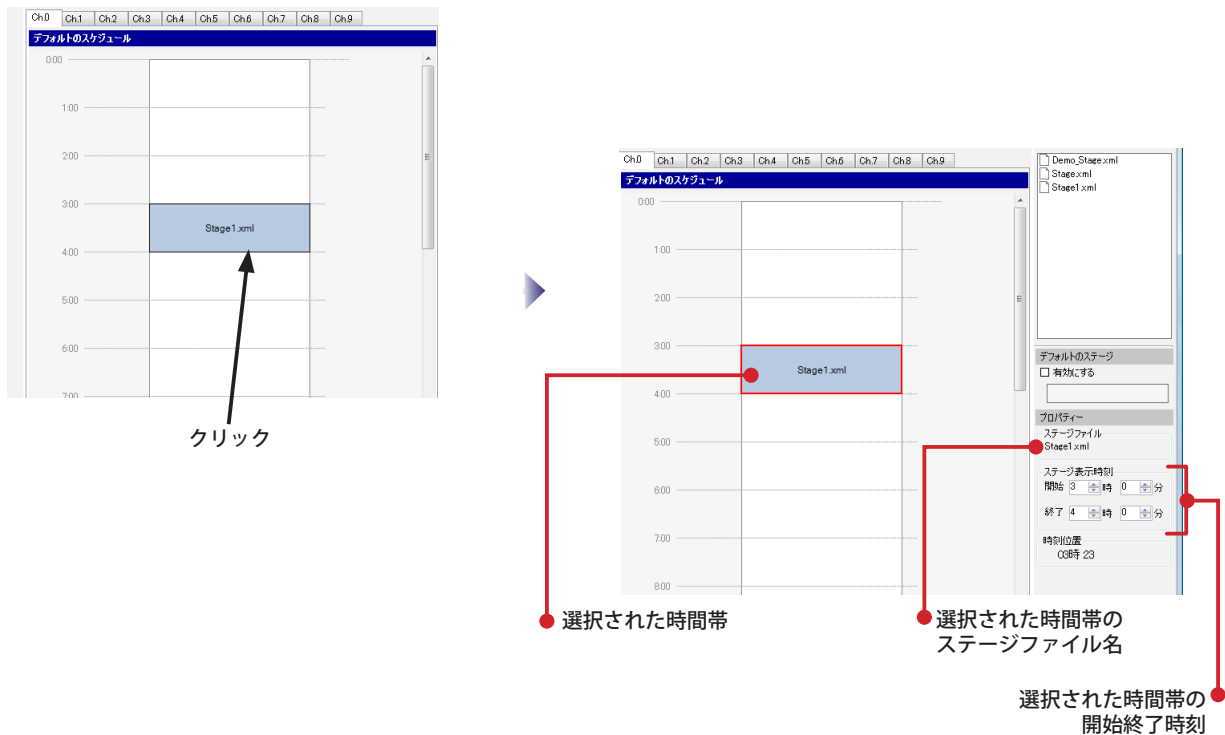 Ch.0 Ch.1 Ch.2 Ch.3 Ch.4 Ch.5 Ch.6 Ch.7 Ch.8 Ch.9
デフォルトのスケジュール
0:00
1:00
2:00
3:00
Stage1.xml
4:00
5:00
6:00
7:00
クリック
Ch.0 Ch.1 Ch.2 Ch.3 Ch.4 Ch.5 Ch.6 Ch.7 Ch.8 Ch.9
デフォルトのスケジュール
0:00
1:00
2:00
3:00
Stage1.xml
4:00
5:00
6:00
7:00
8:00
Demo_Stage.xml
Stage.xml
Stage1.xml
デフォルトのステージ
有効にする
プロパティー
ステージファイル
Stage1.xml
ステージ表示時刻
開始 3 時 0 分
終了 4 時 0 分
時刻位置
03時 23
選択された時間帯
選択された時間帯の
ステージファイル名
選択された時間帯の
開始終了時刻